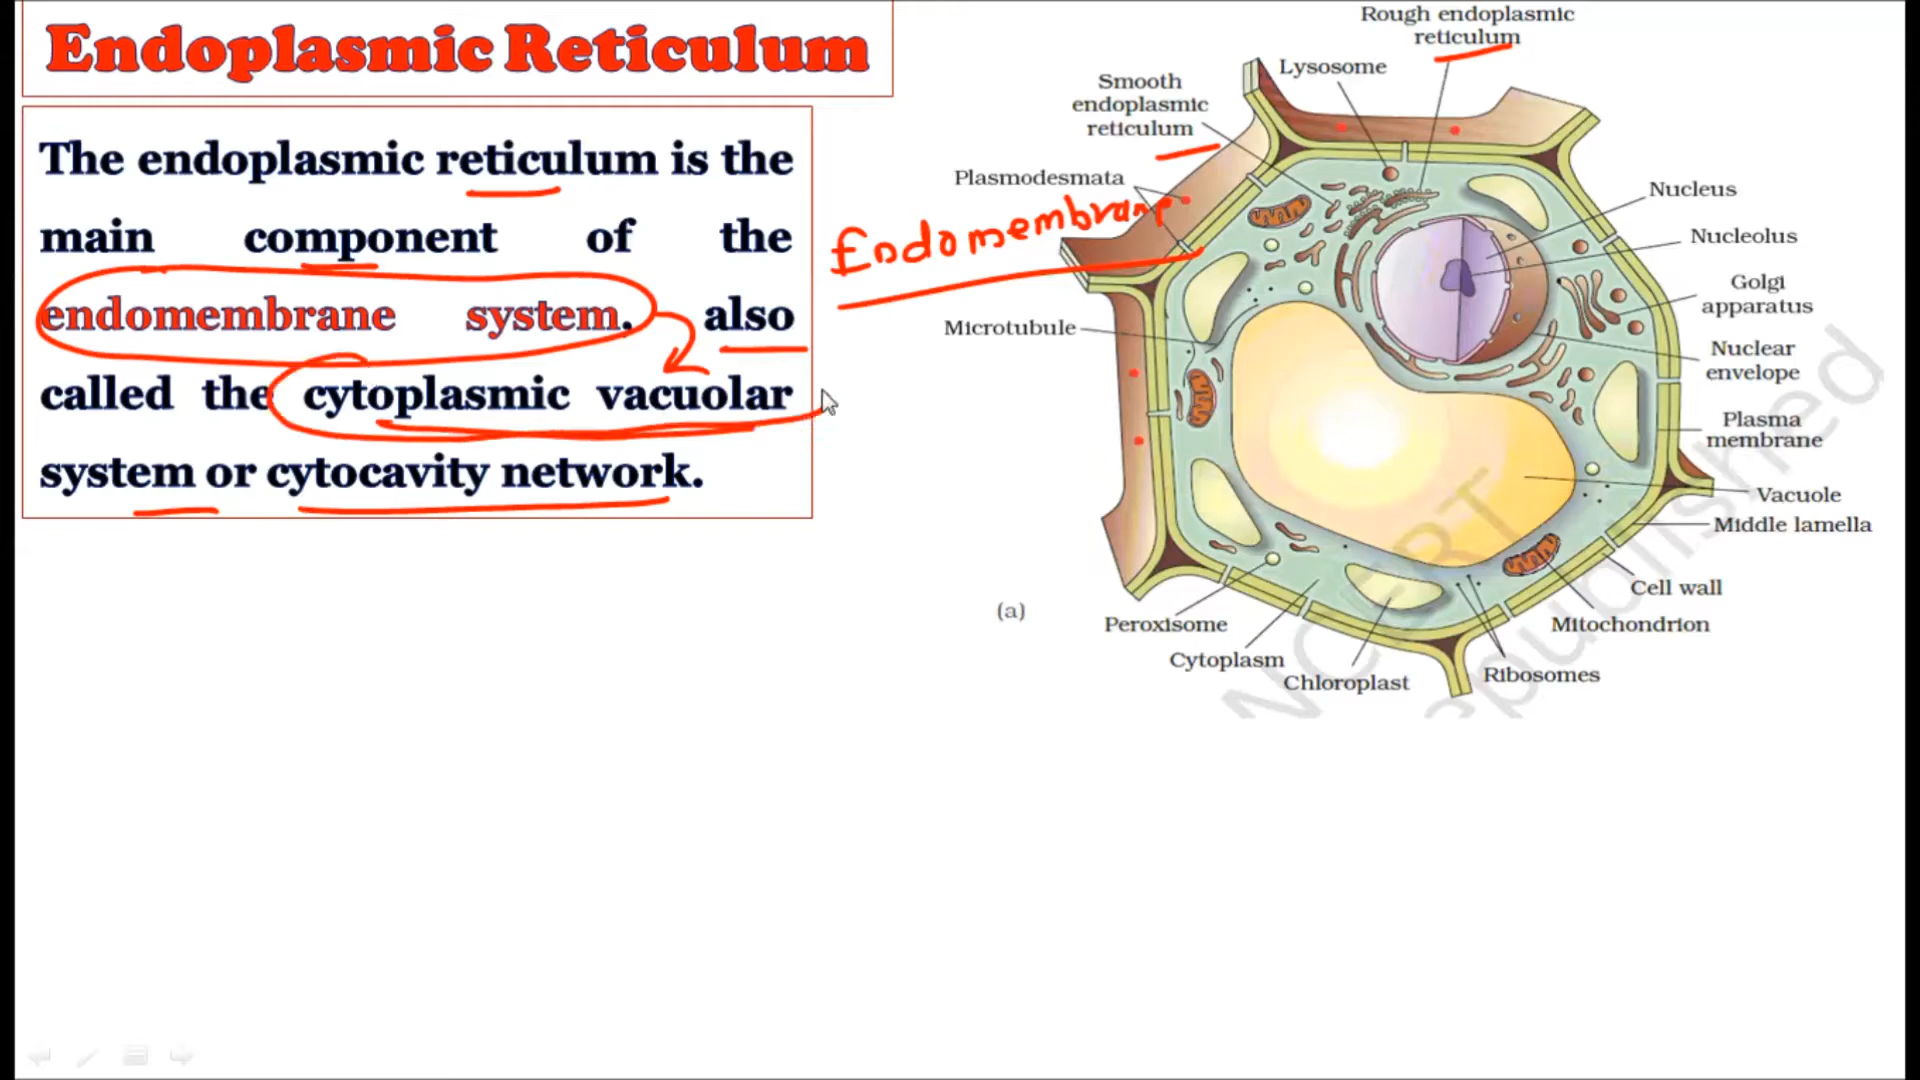 Endoplasmic Reticulum
The endoplasmic reticulum is the
main component of the
endomembrane system. also
called the cytoplasmic vacuolar
system or cytocavity network.
Endomembrane
Rough endoplasmic
reticulum
Lysosome
Smooth
endoplasmic
reticulum
Plasmodesmata
Microtubule
Nucleus
Nucleolus
Golgi
apparatus
Nuclear
envelope
Plasma
membrane
Vacuole
Middle lamella
Cell wall
Mitochondrion
Ribosomes
Chloroplast
Cytoplasm
Peroxisome
(a)
NCERT
republished